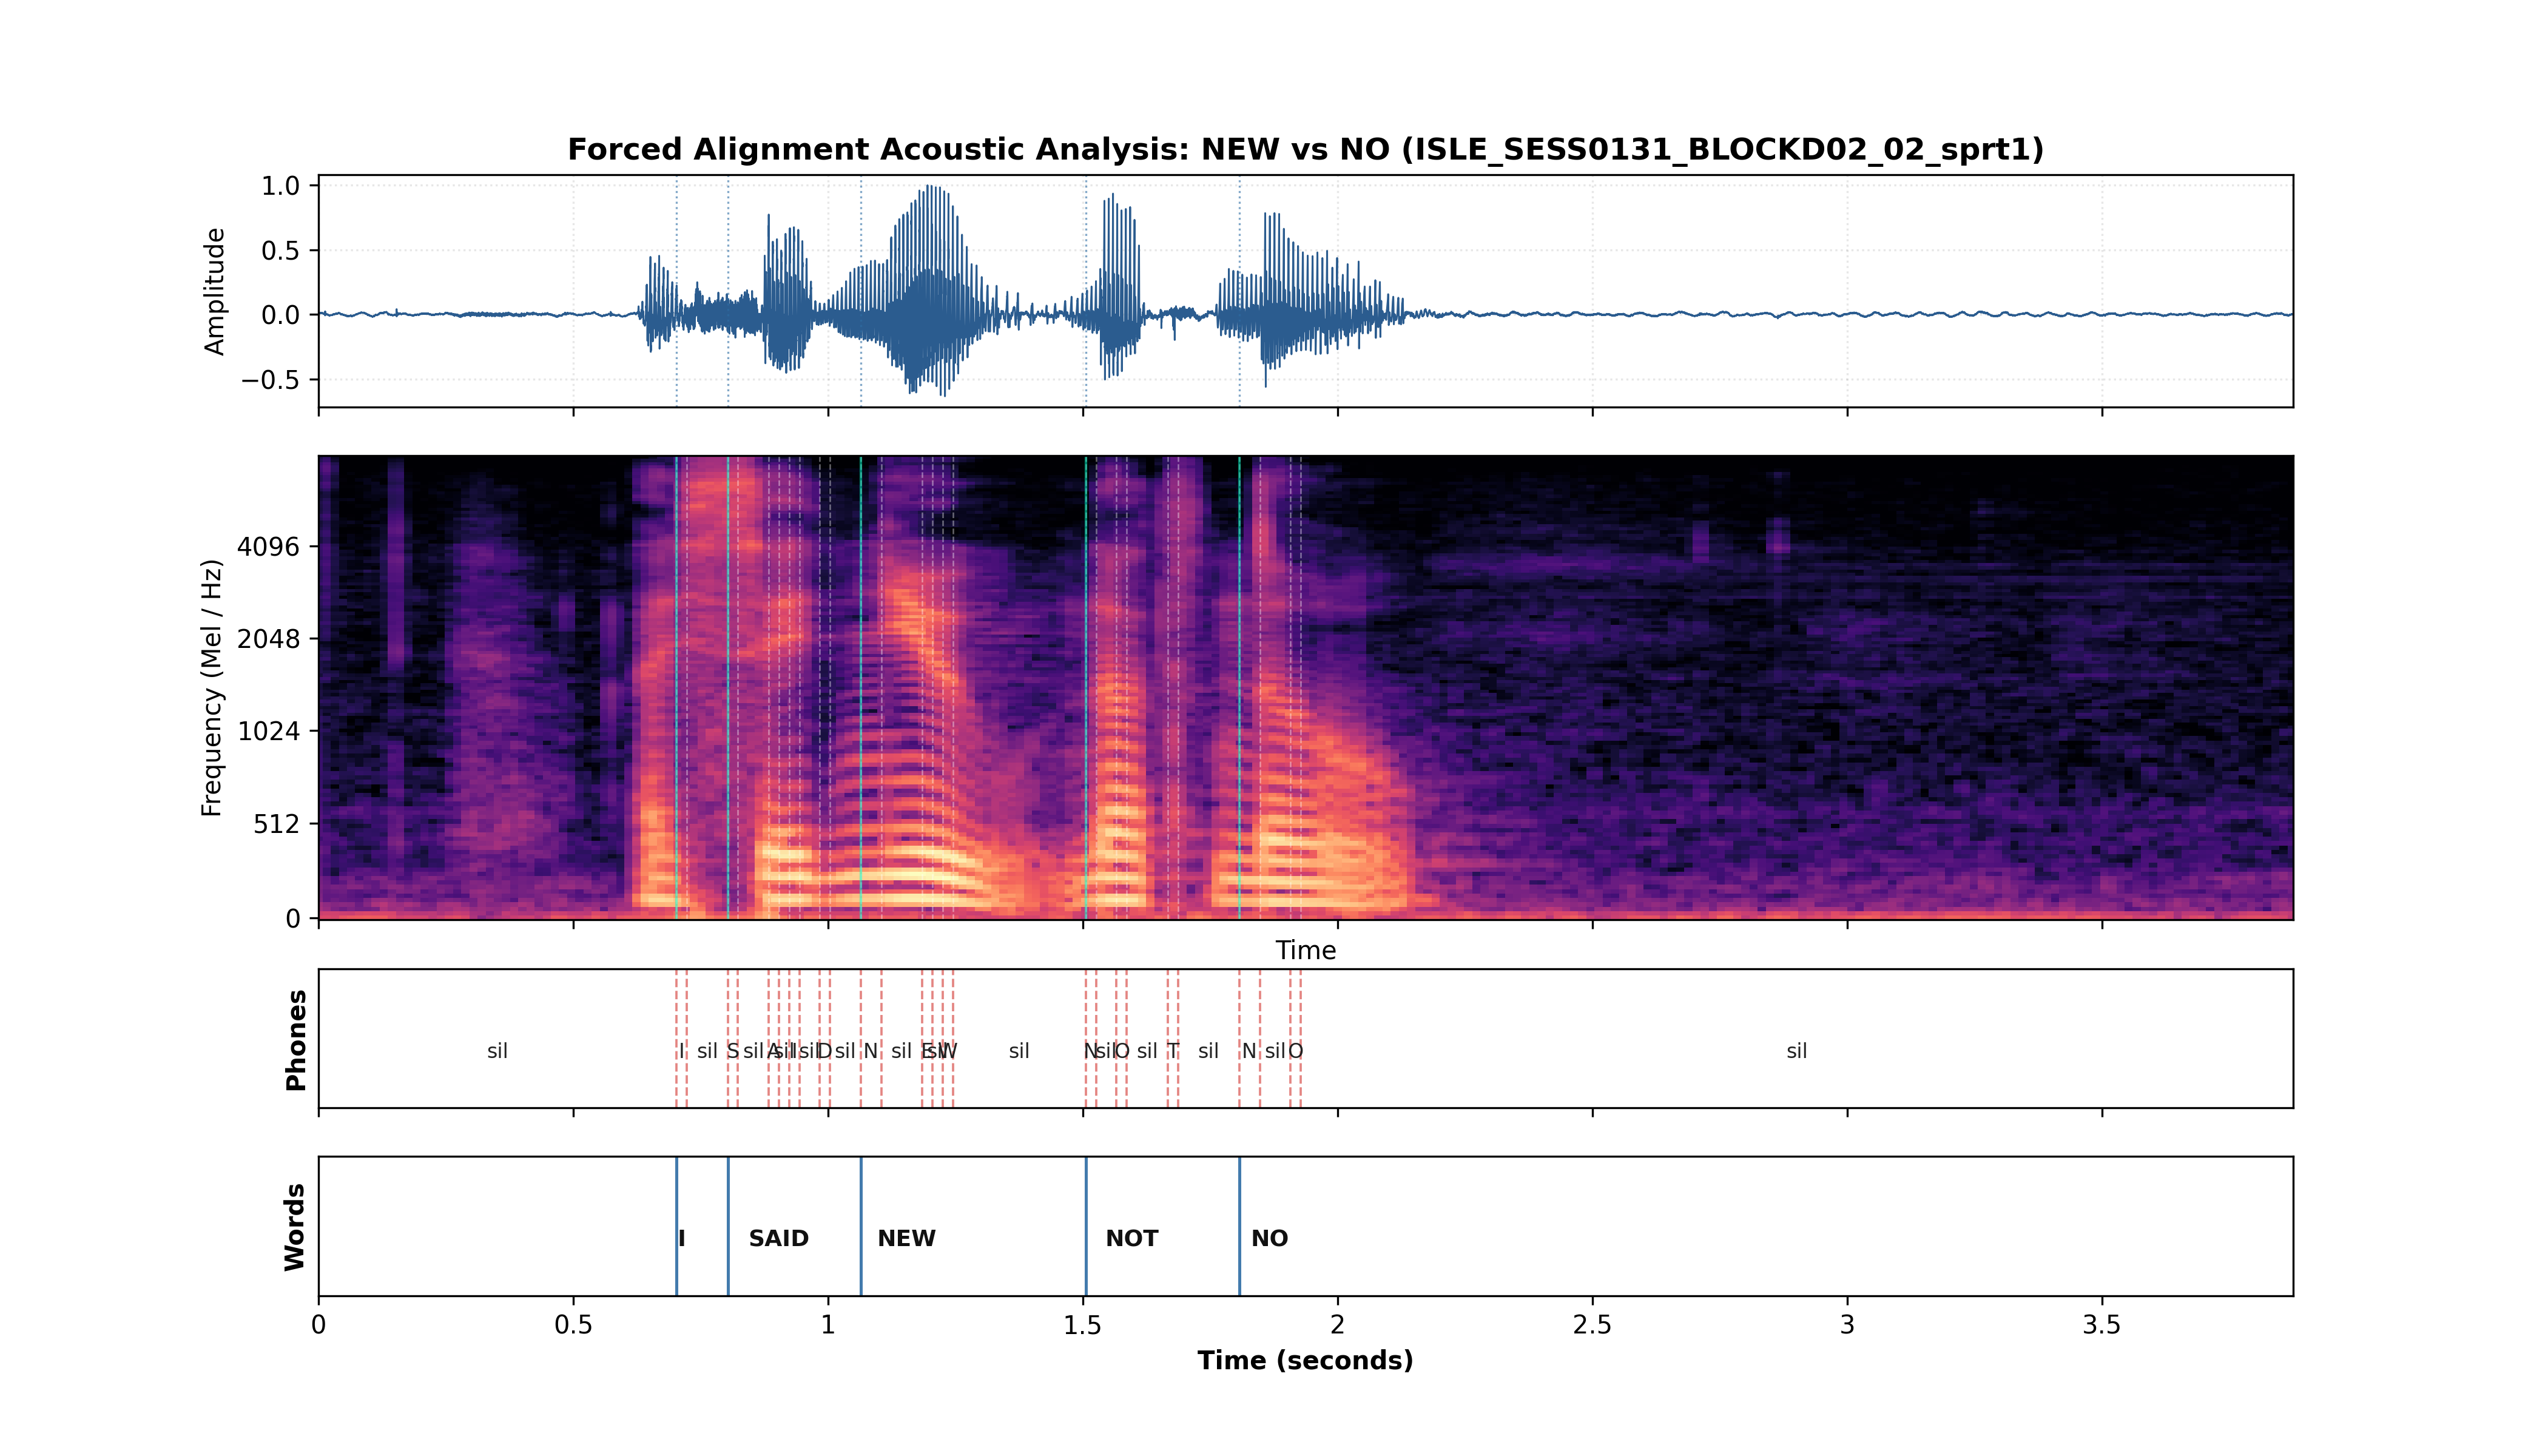 Forced Alignment Acoustic Analysis: NEW vs NO (ISLE_SESS0131_BLOCKD02_02_sprt1)
Amplitude
1.0
0.5
0.0
−0.5
Frequency (Mel / Hz)
4096
2048
1024
512
0
Time
Phones
sil I sil S sil A sil I sil D sil N sil E sil W sil N sil O sil T sil N sil O sil
Words
I SAID NEW NOT NO
0 0.5 1 1.5 2 2.5 3 3.5
Time (seconds)